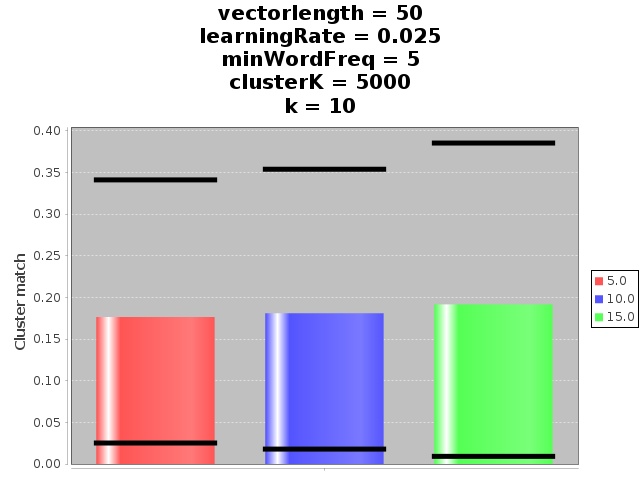 vectorlength = 50
learningRate = 0.025
minWordFreq = 5
clusterK = 5000
k = 10
0.40
0.35
0.30
0.25
0.20
0.15
0.10
0.05
0.00
Cluster match
5.0
10.0
15.0